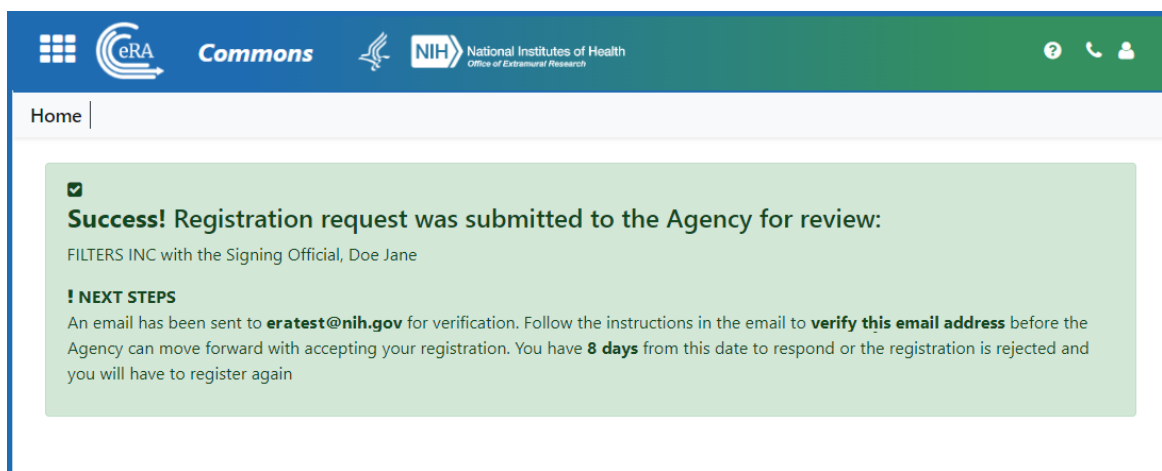 eRA Commons NIH National Institutes of Health
Office of Extramural Research
Home
Success! Registration request was submitted to the Agency for review:
FILTERS INC with the Signing Official, Doe Jane
! NEXT STEPS
An email has been sent to eratest@nih.gov for verification. Follow the instructions in the email to verify this email address before the
Agency can move forward with accepting your registration. You have 8 days from this date to respond or the registration is rejected and
you will have to register again